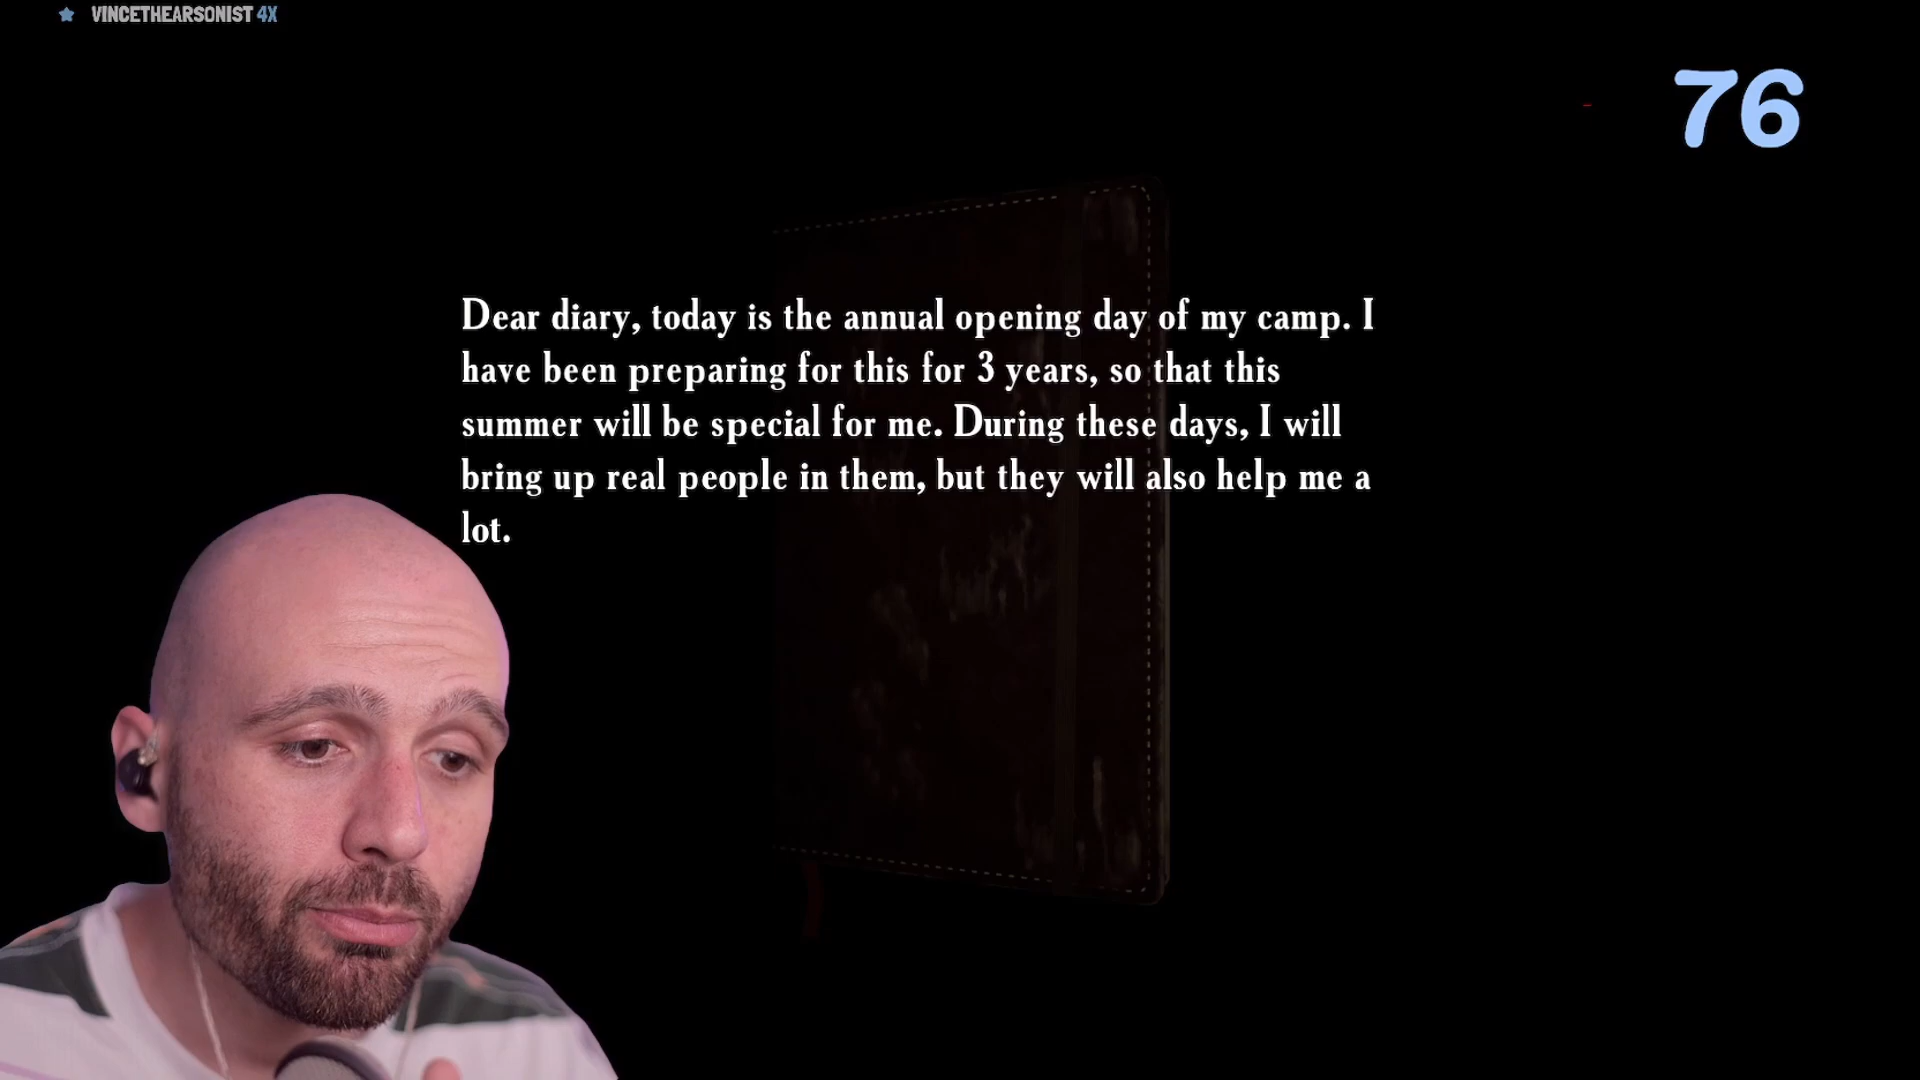 VINCETHEARSONIST 4X
76
Dear diary, today is the annual opening day of my camp. I
have been preparing for this for 3 years, so that this
summer will be special for me. During these days, I will
bring up real people in them, but they will also help me a
lot.